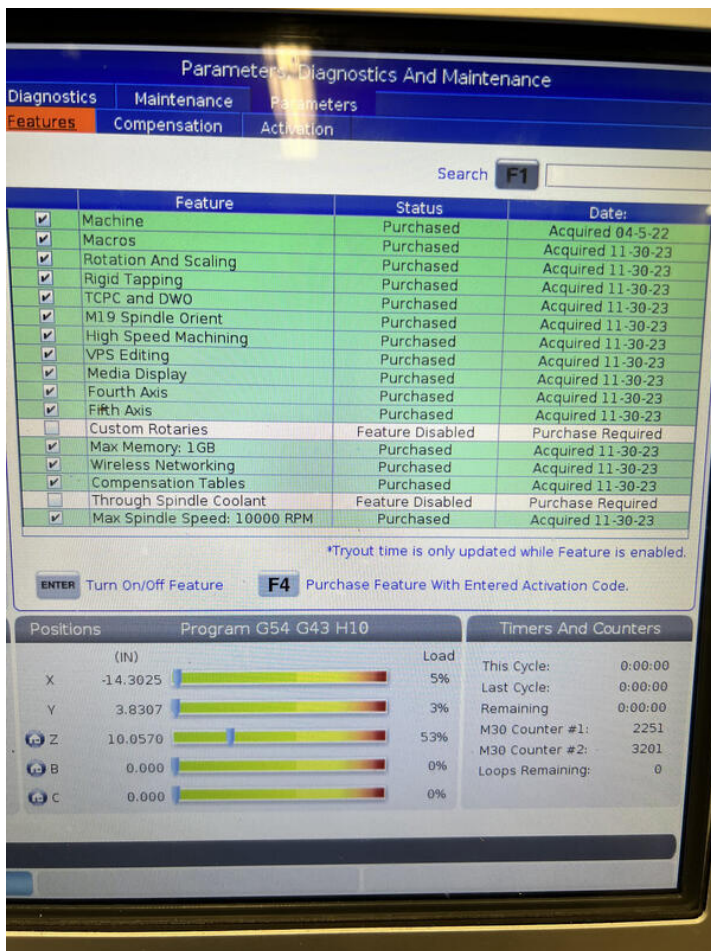 Parameters, Diagnostics And Maintenance
Diagnostics Maintenance Parameters
Features Compensation Activation
Search F1
Feature Status Date:
Machine Purchased Acquired 04-5-22
Macros Purchased Acquired 11-30-23
Rotation And Scaling Purchased Acquired 11-30-23
Rigid Tapping Purchased Acquired 11-30-23
TCPC and DWO Purchased Acquired 11-30-23
M19 Spindle Orient Purchased Acquired 11-30-23
High Speed Machining Purchased Acquired 11-30-23
VPS Editing Purchased Acquired 11-30-23
Media Display Purchased Acquired 11-30-23
Fourth Axis Purchased Acquired 11-30-23
Fifth Axis Purchased Acquired 11-30-23
Custom Rotaries Feature Disabled Purchase Required
Max Memory: 1GB Purchased Acquired 11-30-23
Wireless Networking Purchased Acquired 11-30-23
Compensation Tables Purchased Acquired 11-30-23
Through Spindle Coolant Feature Disabled Purchase Required
Max Spindle Speed: 10000 RPM Purchased Acquired 11-30-23
*Tryout time is only updated while Feature is enabled.
ENTER Turn On/Off Feature F4 Purchase Feature With Entered Activation Code.
Positions Program G54 G43 H10
(IN) Load
X -14.3025 5%
Y 3.8307 3%
Z 10.0570 53%
B 0.000 0%
C 0.000 0%
Timers And Counters
This Cycle: 0:00:00
Last Cycle: 0:00:00
Remaining 0:00:00
M30 Counter #1: 2251
M30 Counter #2: 3201
Loops Remaining: 0